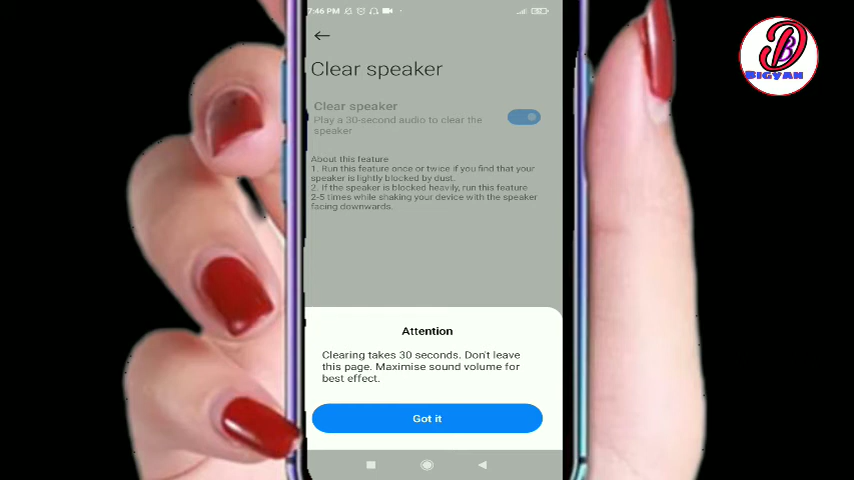 7:46 PM
Clear speaker
Clear speaker
Play a 30-second audio to clear the
speaker
About this feature
1. Run this feature once or twice if you find that your
speaker is lightly blocked by dust.
2. If the speaker is blocked heavily, run this feature
2-5 times while shaking your device with the speaker
facing downwards.
Attention
Clearing takes 30 seconds. Don't leave
this page. Maximise sound volume for
best effect.
Got it
BIGYAN